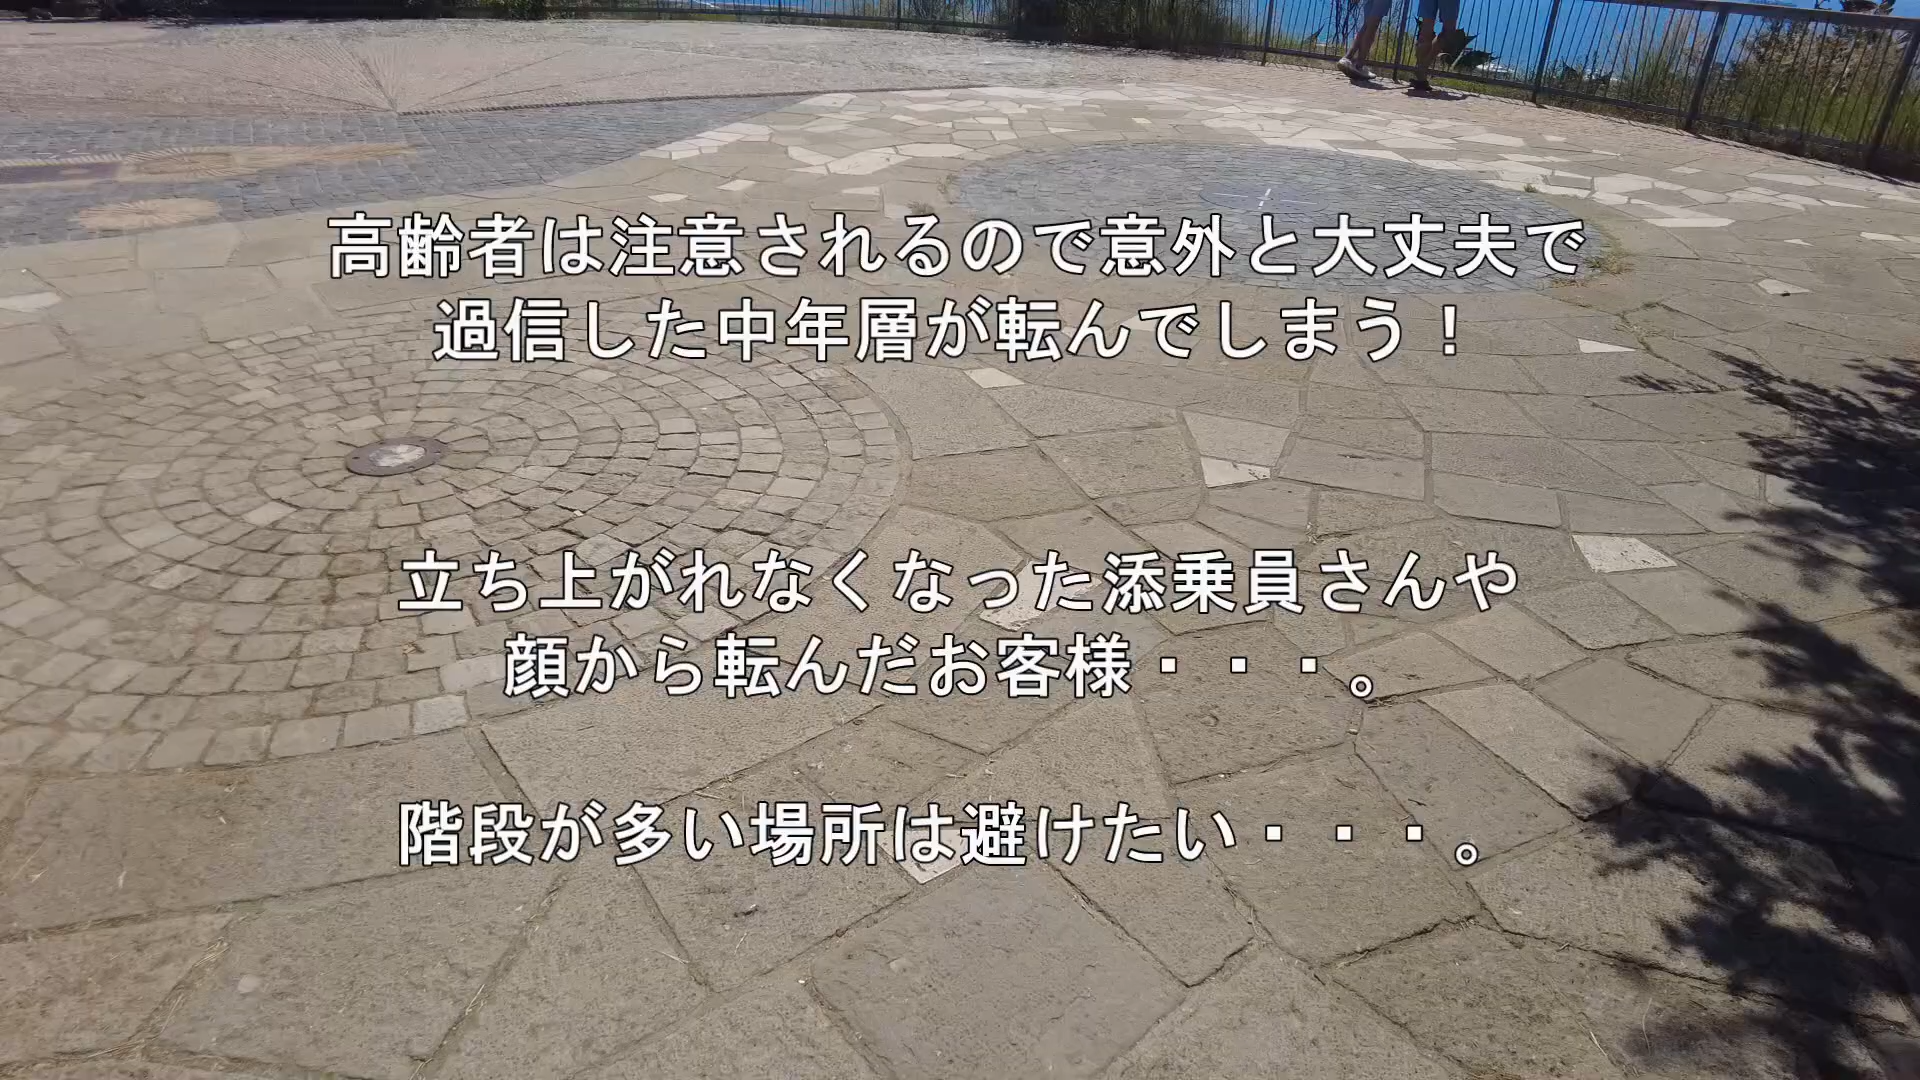 高齢者は注意されるので意外と大丈夫で
過信した中年層が転んでしまう！
立ち上がれなくなった添乗員さんや
顔から転んだお客様・・・。
階段が多い場所は避けたい・・・。